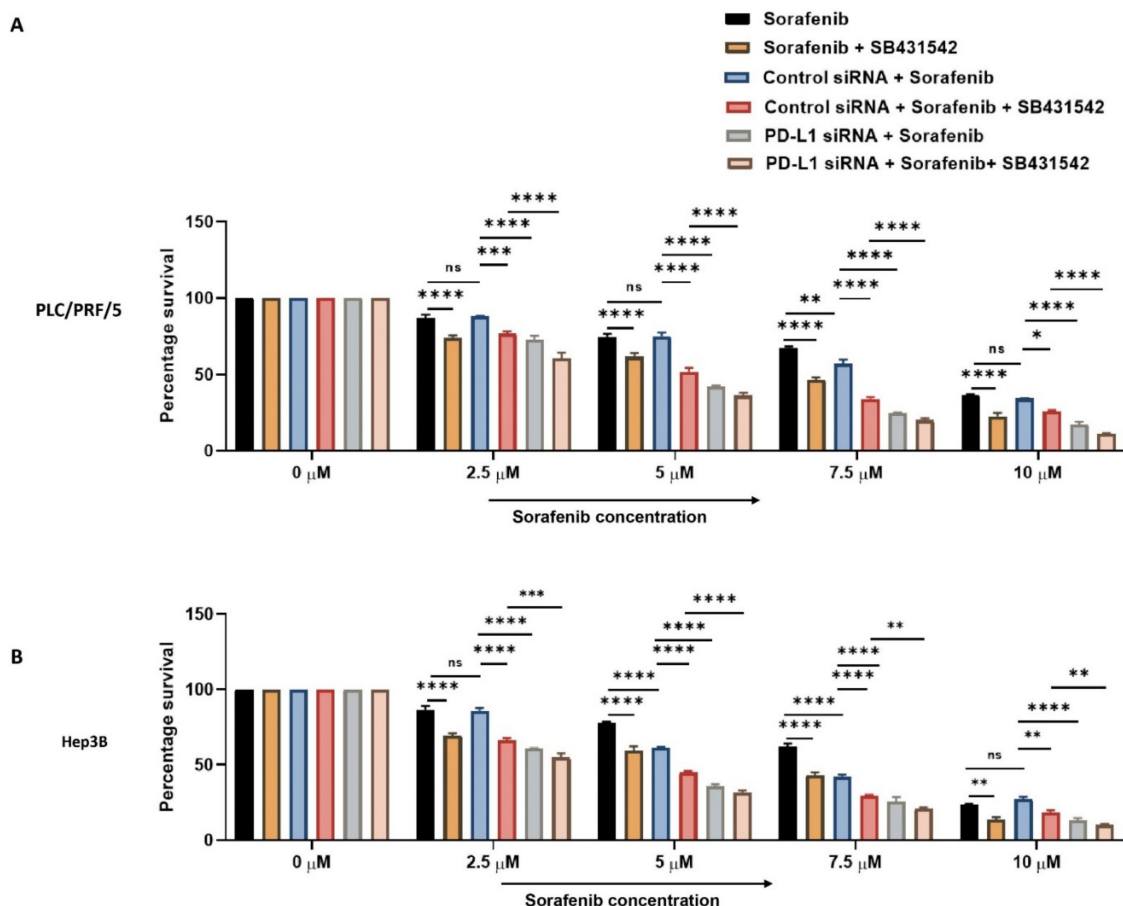 A
Sorafenib
Sorafenib + SB431542
Control siRNA + Sorafenib
Control siRNA + Sorafenib + SB431542
PD-L1 siRNA + Sorafenib
PD-L1 siRNA + Sorafenib+ SB431542
PLC/PRF/5
Percentage survival
150
100
50
0
**** ns *** **** ****
**** ns **** **** ****
**** ** **** **** ****
**** ns * **** ****
0 μM 2.5 μM 5 μM 7.5 μM 10 μM
Sorafenib concentration
B
Hep3B
Percentage survival
150
100
50
0
**** ns **** **** ***
**** **** **** **** ****
**** **** **** **** **
** ns ** **** **
0 μM 2.5 μM 5 μM 7.5 μM 10 μM
Sorafenib concentration